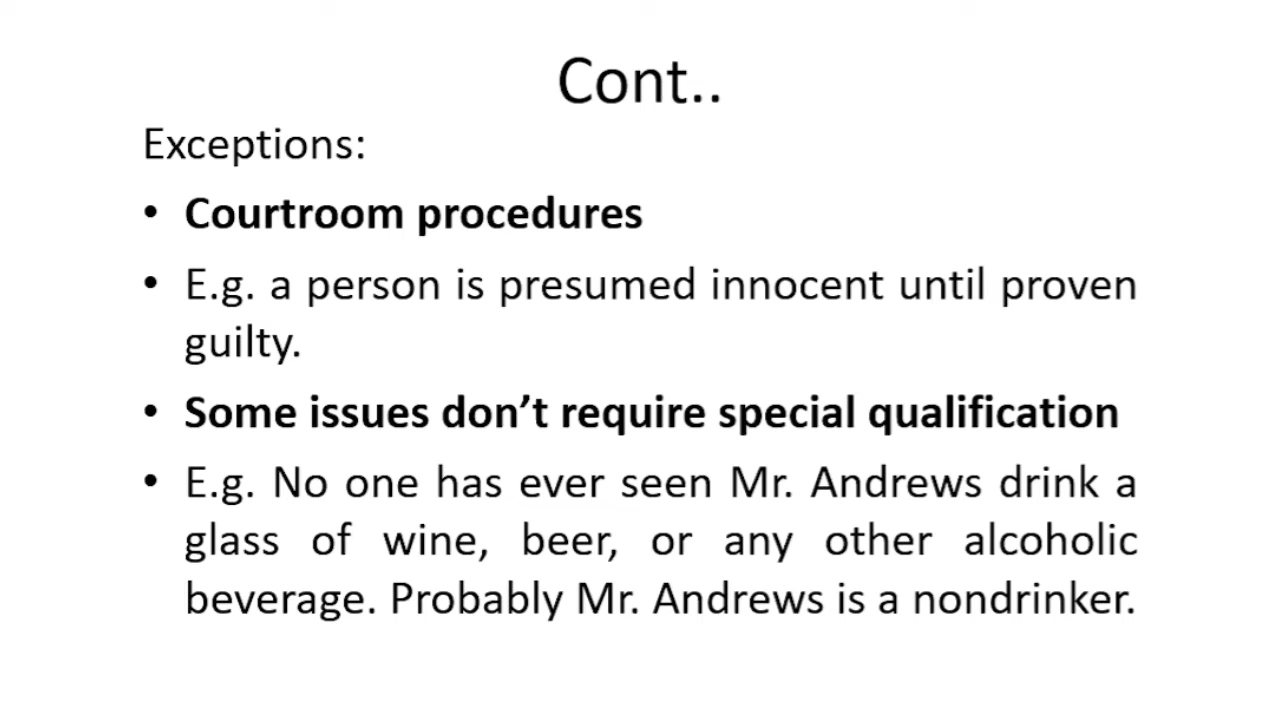 Cont..
Exceptions:
• Courtroom procedures
• E.g. a person is presumed innocent until proven
guilty.
• Some issues don’t require special qualification
• E.g. No one has ever seen Mr. Andrews drink a
glass of wine, beer, or any other alcoholic
beverage. Probably Mr. Andrews is a nondrinker.